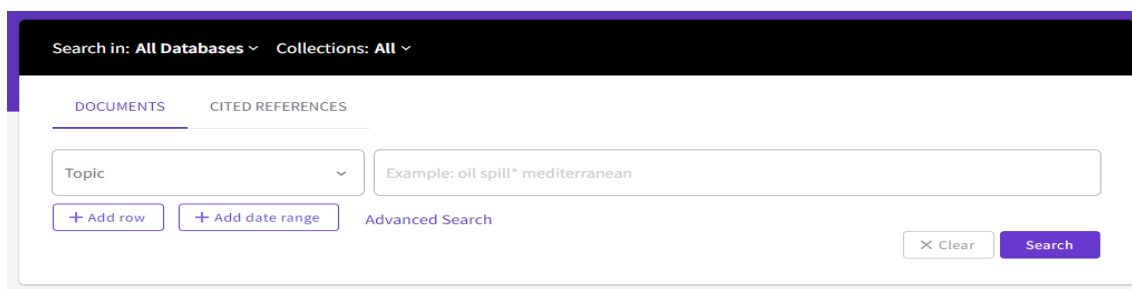 Search in: All Databases Collections: All
DOCUMENTS CITED REFERENCES
Topic Example: oil spill* mediterranean
+ Add row + Add date range Advanced Search
× Clear Search